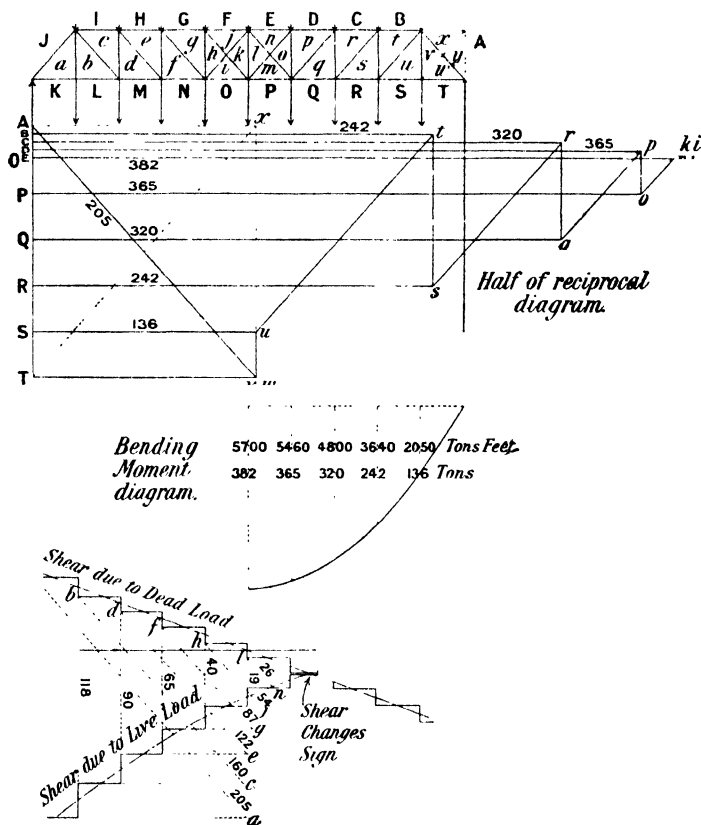 I H G F E D C B
J a b c d e f g h i j k l m n o p q r s t u v x y A
K L M N O P Q R S T
A x 242 t 320 r 365 p k i
B
C
O E 382
P 365 o
205
Q 320 a
R 242 s
Half of reciprocal
diagram.
S 136 u
T
Bending 5700 5460 4800 3640 2050 Tons Feet
Moment 382 365 320 242 136 Tons
diagram.
Shear due to Dead Load
b d f h l n
118 90 65 40 19 26
54
j
87 g
122 e
160 c
205 a
Shear due to Live Load
Shear
Changes
Sign